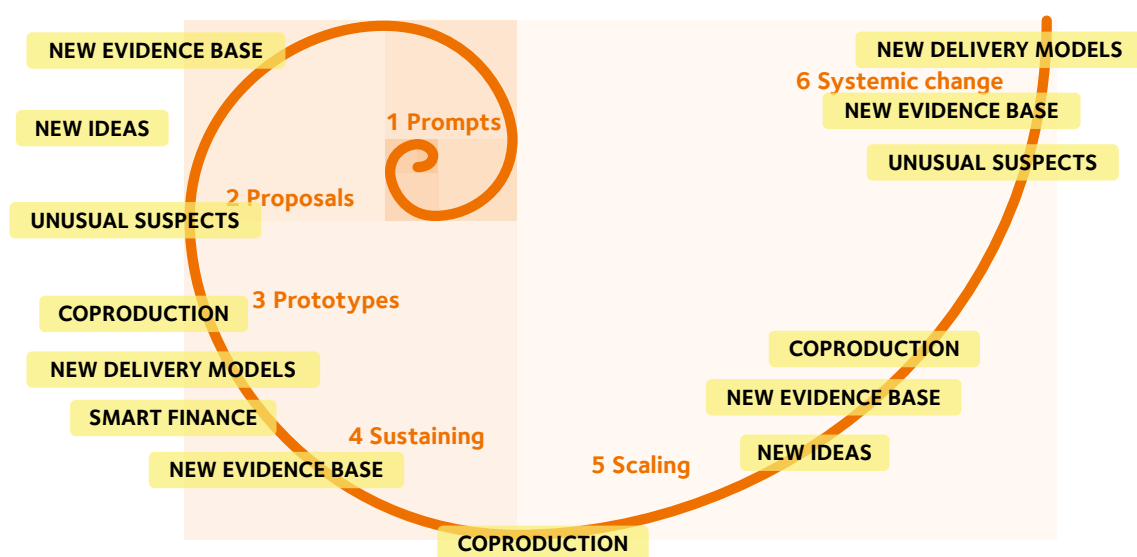 NEW EVIDENCE BASE
NEW IDEAS
1 Prompts
2 Proposals
UNUSUAL SUSPECTS
3 Prototypes
COPRODUCTION
NEW DELIVERY MODELS
SMART FINANCE
4 Sustaining
NEW EVIDENCE BASE
COPRODUCTION
5 Scaling
NEW IDEAS
NEW EVIDENCE BASE
COPRODUCTION
NEW DELIVERY MODELS
6 Systemic change
NEW EVIDENCE BASE
UNUSUAL SUSPECTS